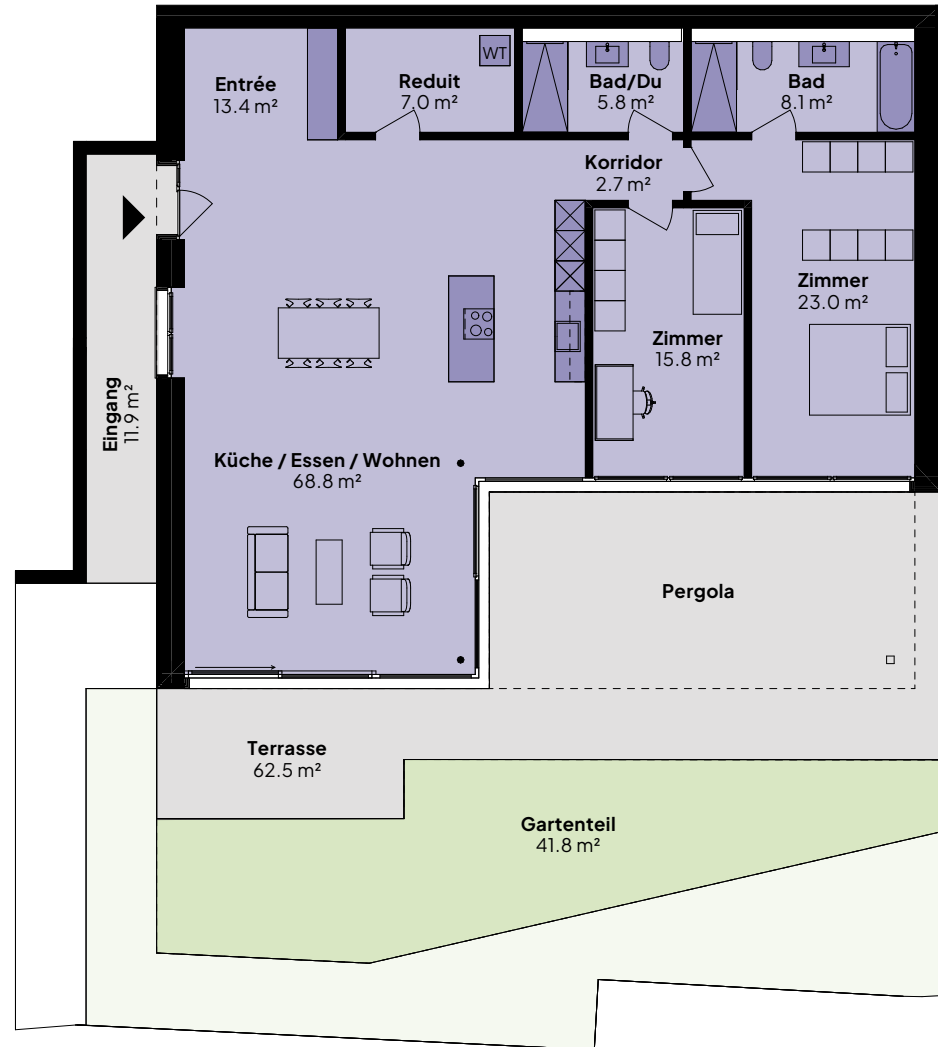 Entrée
13.4 m²
Reduit
7.0 m²
WT
Bad/Du
5.8 m²
Bad
8.1 m²
Korridor
2.7 m²
Zimmer
23.0 m²
Zimmer
15.8 m²
Eingang
11.9 m²
Küche / Essen / Wohnen
68.8 m²
Pergola
Terrasse
62.5 m²
Gartenteil
41.8 m²